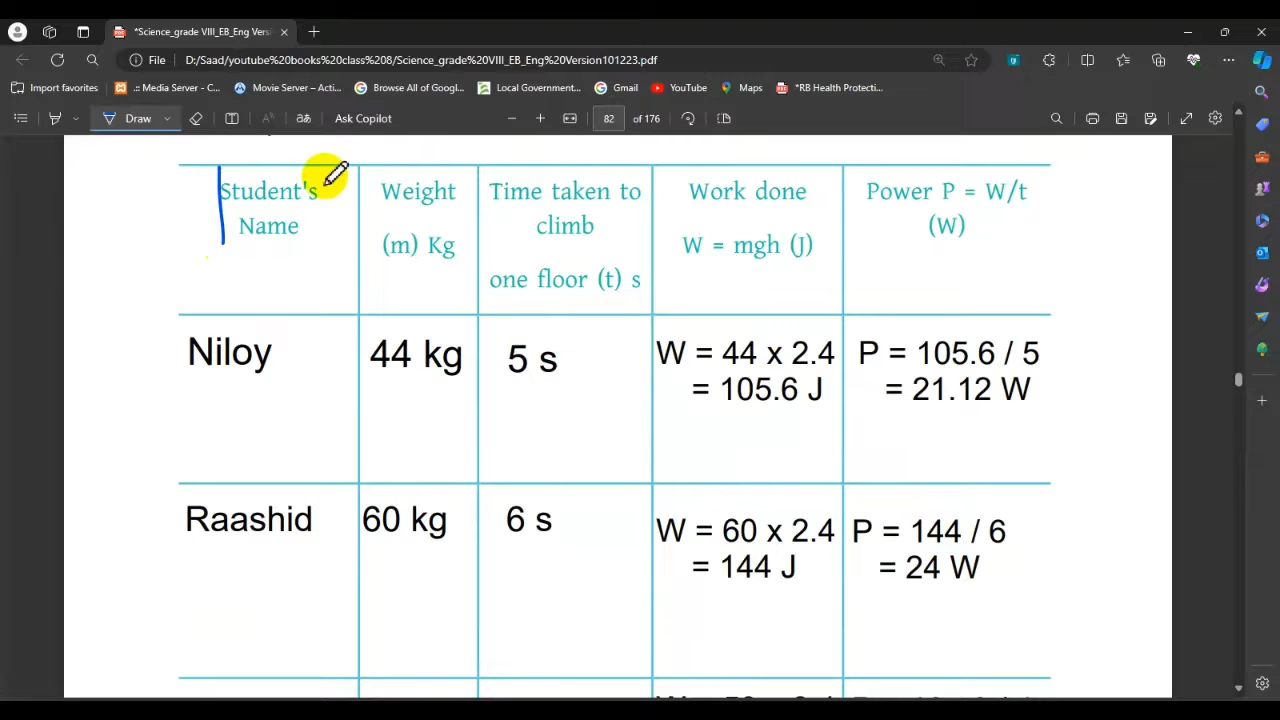 *Science_grade VIII_EB_Eng Versi
File
D:/Saad/youtube%20books%20class%208/Science_grade%20VIII_EB_Eng%20Version101223.pdf
Import favorites
.:: Media Server - C...
Movie Server – Acti...
Browse All of Googl...
Local Government...
Gmail
YouTube
Maps
*RB Health Protecti...
Draw
aあ
Ask Copilot
82 of 176
Student's
Name
Weight
(m) Kg
Time taken to
climb
one floor (t) s
Work done
W = mgh (J)
Power P = W/t
(W)
Niloy
44 kg
5 s
W = 44 x 2.4
= 105.6 J
P = 105.6 / 5
= 21.12 W
Raashid
60 kg
6 s
W = 60 x 2.4
= 144 J
P = 144 / 6
= 24 W